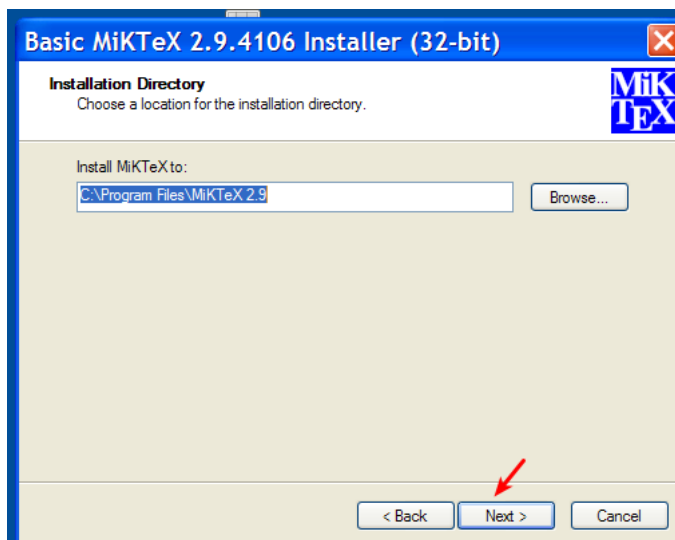 Basic MiKTeX 2.9.4106 Installer (32-bit)
Installation Directory
Choose a location for the installation directory.
MiK
TEX
Install MiKTeX to:
C:\Program Files\MiKTeX 2.9
Browse...
< Back
Next >
Cancel